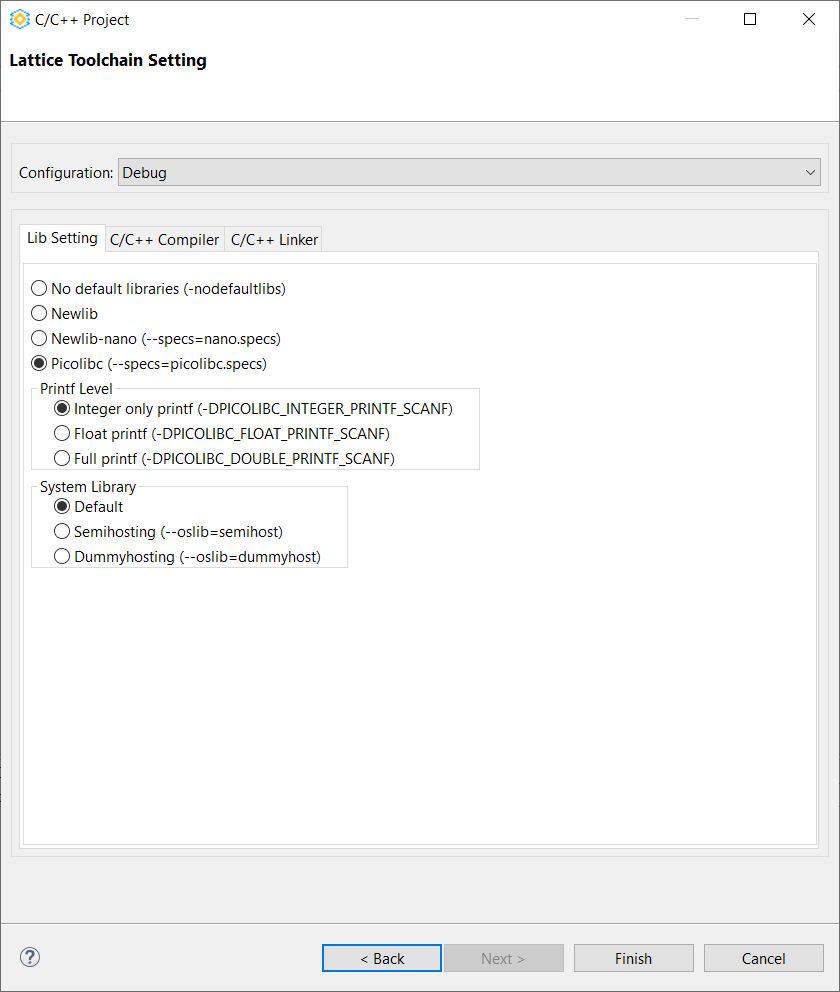 C/C++ Project
Lattice Toolchain Setting
Configuration: Debug
Lib Setting C/C++ Compiler C/C++ Linker
No default libraries (-nodefaultlibs)
Newlib
Newlib-nano (--specs=nano.specs)
Picolibc (--specs=picolibc.specs)
Printf Level
Integer only printf (-DPICOLIBC_INTEGER_PRINTF_SCANF)
Float printf (-DPICOLIBC_FLOAT_PRINTF_SCANF)
Full printf (-DPICOLIBC_DOUBLE_PRINTF_SCANF)
System Library
Default
Semihosting (--oslib=semihost)
Dummyhosting (--oslib=dummyhost)
? < Back Next > Finish Cancel